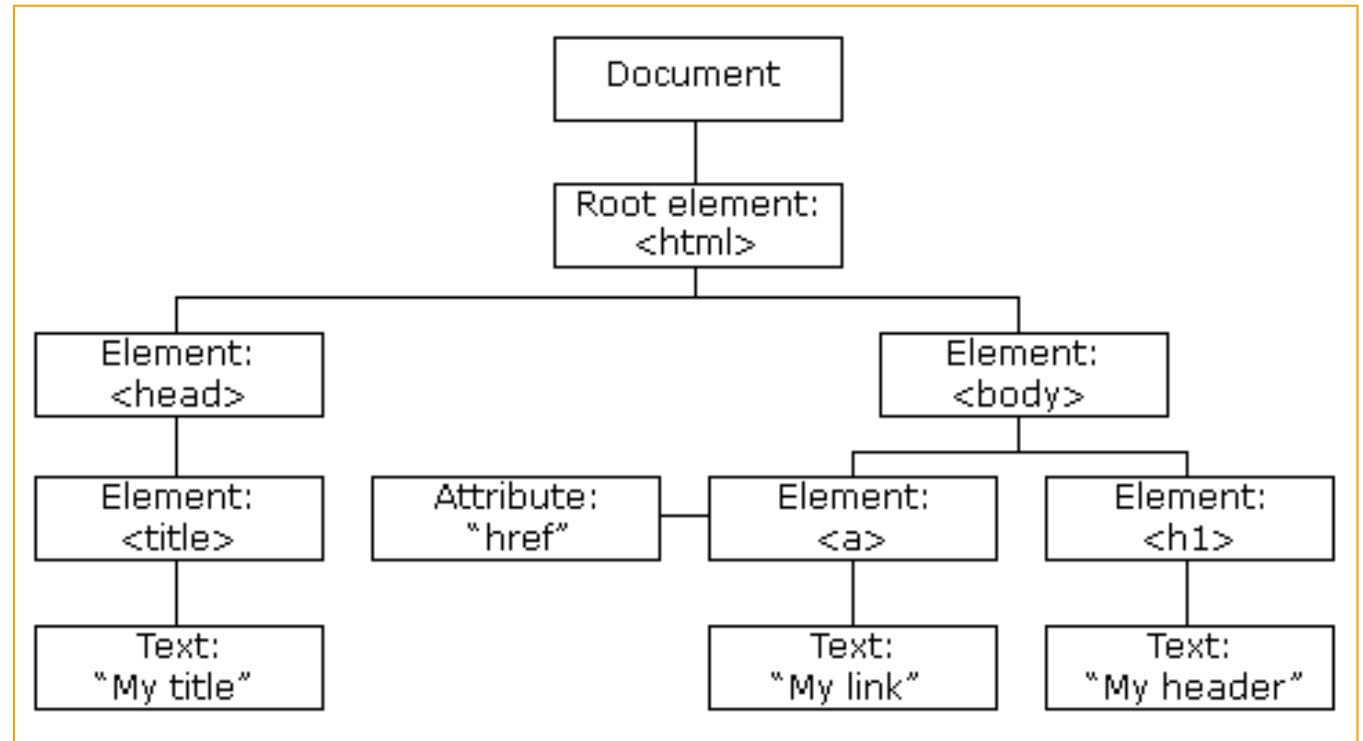 Document
Root element:
<html>
Element:
<head>
Element:
<body>
Element:
<title>
Attribute:
“href”
Element:
<a>
Element:
<h1>
Text:
“My title”
Text:
“My link”
Text:
“My header”